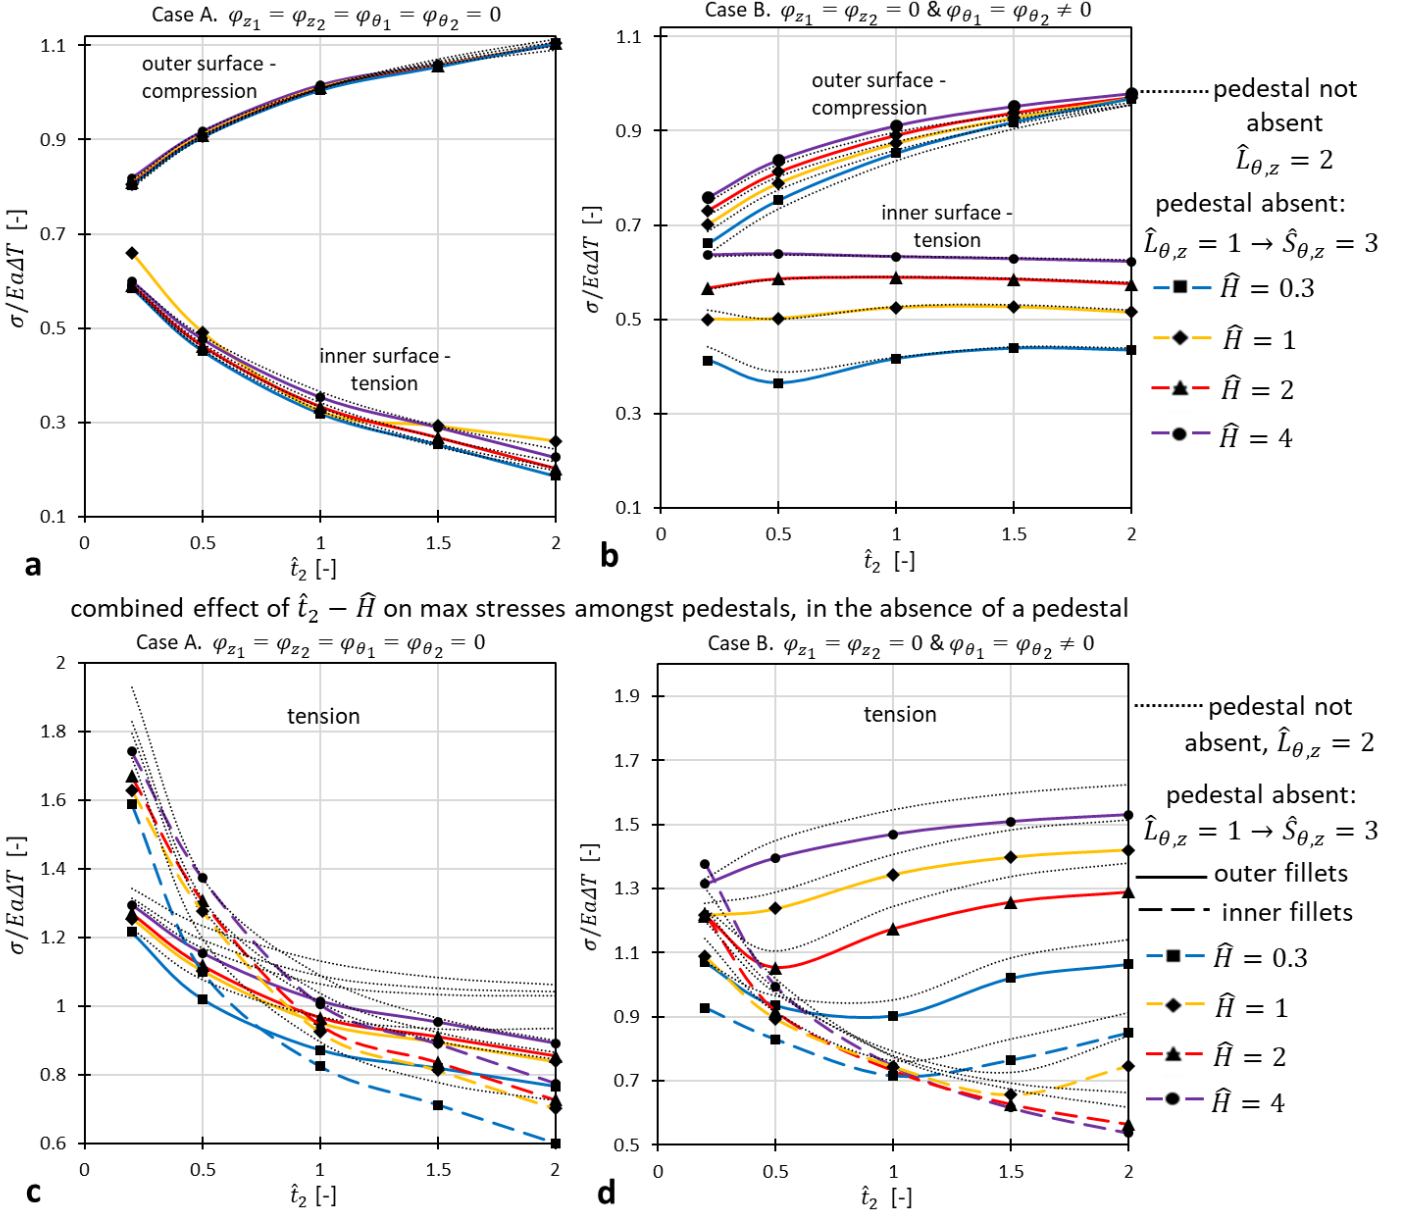 Case A. φz₁ = φz₂ = φθ₁ = φθ₂ = 0
outer surface -
compression
inner surface -
tension
σ/EaΔT [-]
1.1
0.9
0.7
0.5
0.3
0.1
0
0.5
1
1.5
2
t̂₂ [-]
a
Case B. φz₁ = φz₂ = 0 & φθ₁ = φθ₂ ≠ 0
outer surface -
compression
inner surface -
tension
σ/EaΔT [-]
1.1
0.9
0.7
0.5
0.3
0.1
0
0.5
1
1.5
2
t̂₂ [-]
b
pedestal not
absent
L̂θ,z = 2
pedestal absent:
L̂θ,z = 1 → Ŝθ,z = 3
Ĥ = 0.3
Ĥ = 1
Ĥ = 2
Ĥ = 4
combined effect of t̂₂ − Ĥ on max stresses amongst pedestals, in the absence of a pedestal
Case A. φz₁ = φz₂ = φθ₁ = φθ₂ = 0
tension
σ/EaΔT [-]
2
1.8
1.6
1.4
1.2
1
0.8
0.6
0
0.5
1
1.5
2
t̂₂ [-]
c
Case B. φz₁ = φz₂ = 0 & φθ₁ = φθ₂ ≠ 0
tension
σ/EaΔT [-]
1.9
1.7
1.5
1.3
1.1
0.9
0.7
0.5
0
0.5
1
1.5
2
t̂₂ [-]
d
pedestal not
absent, L̂θ,z = 2
pedestal absent:
L̂θ,z = 1 → Ŝθ,z = 3
outer fillets
inner fillets
Ĥ = 0.3
Ĥ = 1
Ĥ = 2
Ĥ = 4